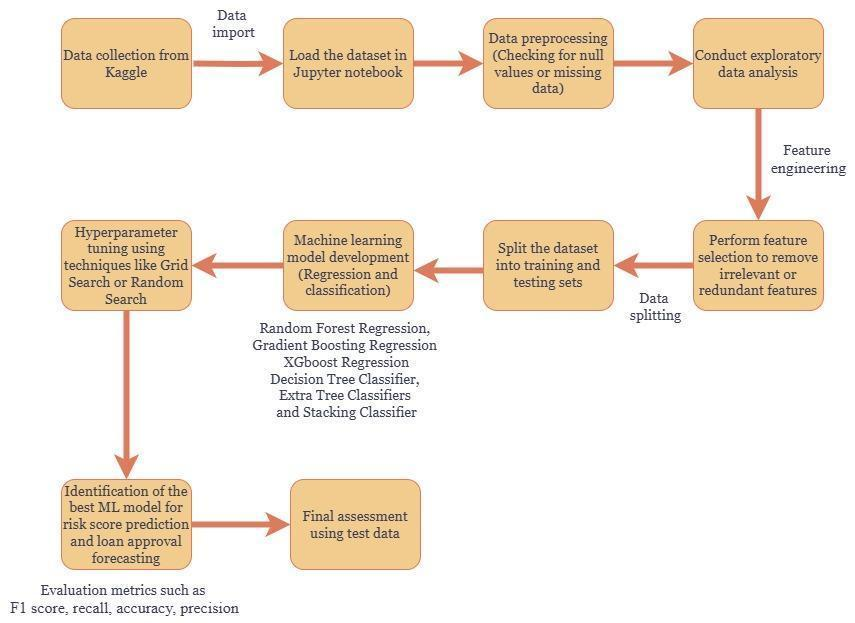 Data collection from
Kaggle
Data
import
Load the dataset in
Jupyter notebook
Data preprocessing
(Checking for null
values or missing
data)
Conduct exploratory
data analysis
Feature
engineering
Perform feature
selection to remove
irrelevant or
redundant features
Data
splitting
Split the dataset
into training and
testing sets
Machine learning
model development
(Regression and
classification)
Random Forest Regression,
Gradient Boosting Regression
XGboost Regression
Decision Tree Classifier,
Extra Tree Classifiers
and Stacking Classifier
Hyperparameter
tuning using
techniques like Grid
Search or Random
Search
Identification of the
best ML model for
risk score prediction
and loan approval
forecasting
Evaluation metrics such as
F1 score, recall, accuracy, precision
Final assessment
using test data